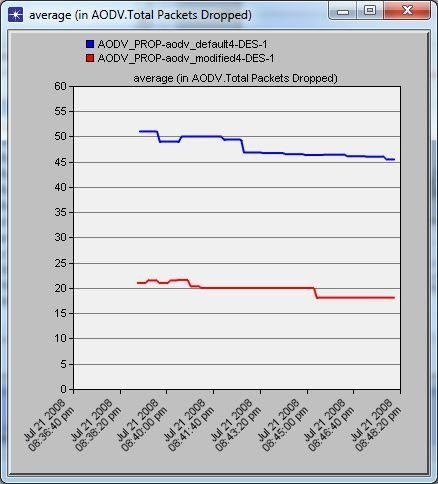 average (in AODV.Total Packets Dropped)
AODV_PROP-aodv_default4-DES-1
AODV_PROP-aodv_modified4-DES-1
average (in AODV.Total Packets Dropped)
60
55
50
45
40
35
30
25
20
15
10
5
0
Jul 21 2008
08:36:40 pm
Jul 21 2008
08:38:20 pm
Jul 21 2008
08:40:00 pm
Jul 21 2008
08:41:40 pm
Jul 21 2008
08:43:20 pm
Jul 21 2008
08:45:00 pm
Jul 21 2008
08:46:40 pm
Jul 21 2008
08:48:20 pm